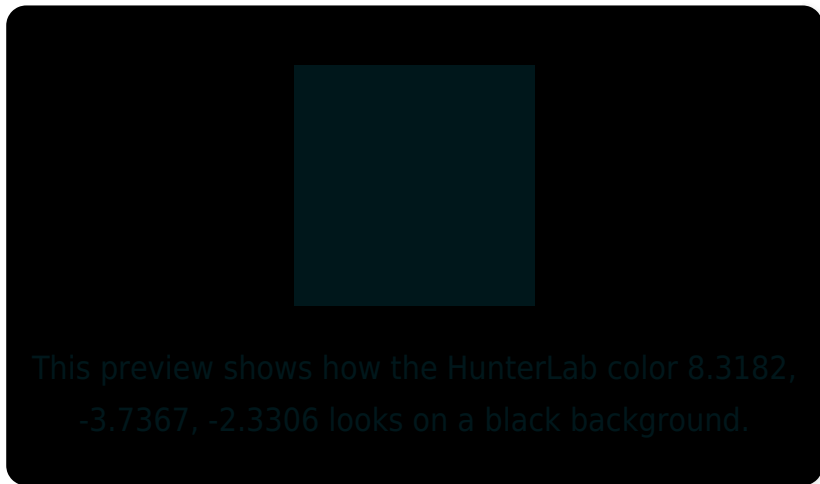 This preview shows how the HunterLab color 8.3182,
-3.7367, -2.3306 looks on a black background.